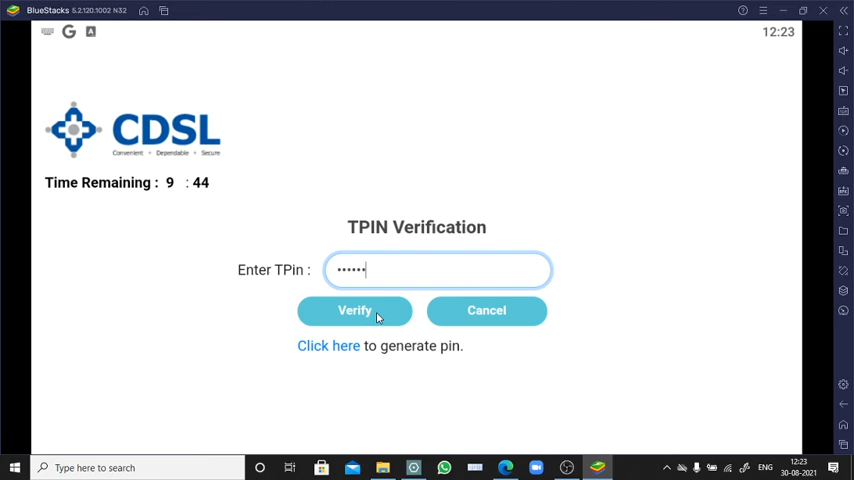 BlueStacks 5.2.120.1002 N32
12:23
CDSL
Convenient • Dependable • Secure
Time Remaining : 9 : 44
TPIN Verification
Enter TPin : ••••••
Verify
Cancel
Click here to generate pin.
Type here to search
ENG
12:23
30-08-2021